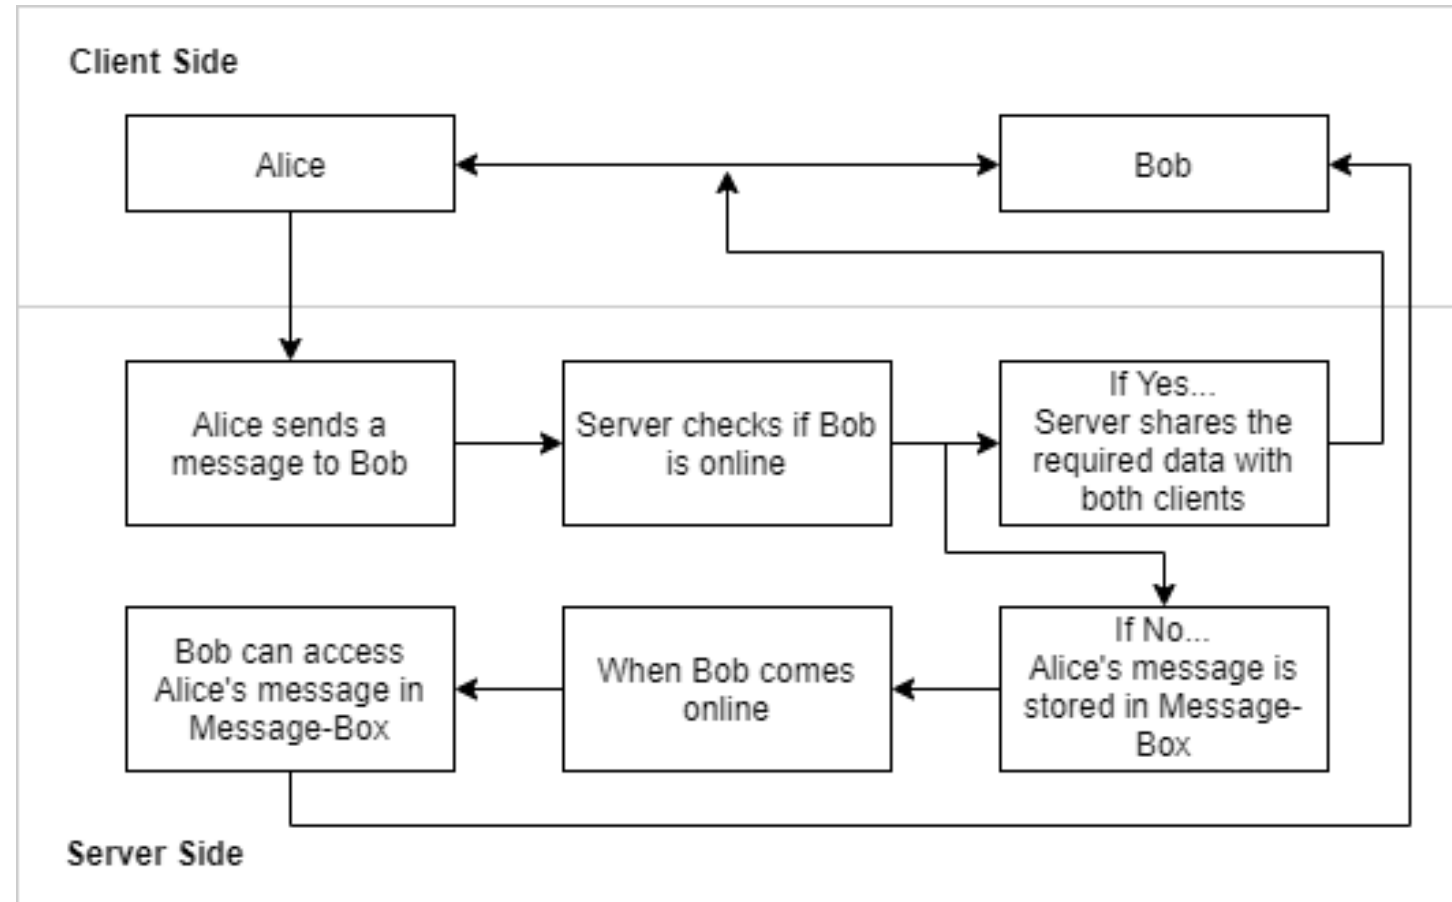 Client Side
Alice
Bob
Alice sends a
message to Bob
Server checks if Bob
is online
If Yes...
Server shares the
required data with
both clients
Bob can access
Alice's message in
Message-Box
When Bob comes
online
If No...
Alice's message is
stored in Message-
Box
Server Side